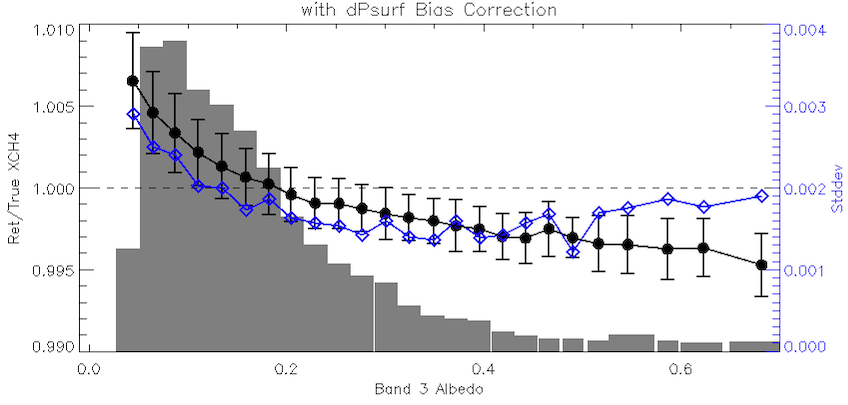 with dPsurf Bias Correction
1.010
1.005
1.000
0.995
0.990
Ret/True XCH4
0.004
0.003
0.002
0.001
0.000
Stddev
0.0 0.2 0.4 0.6
Band 3 Albedo